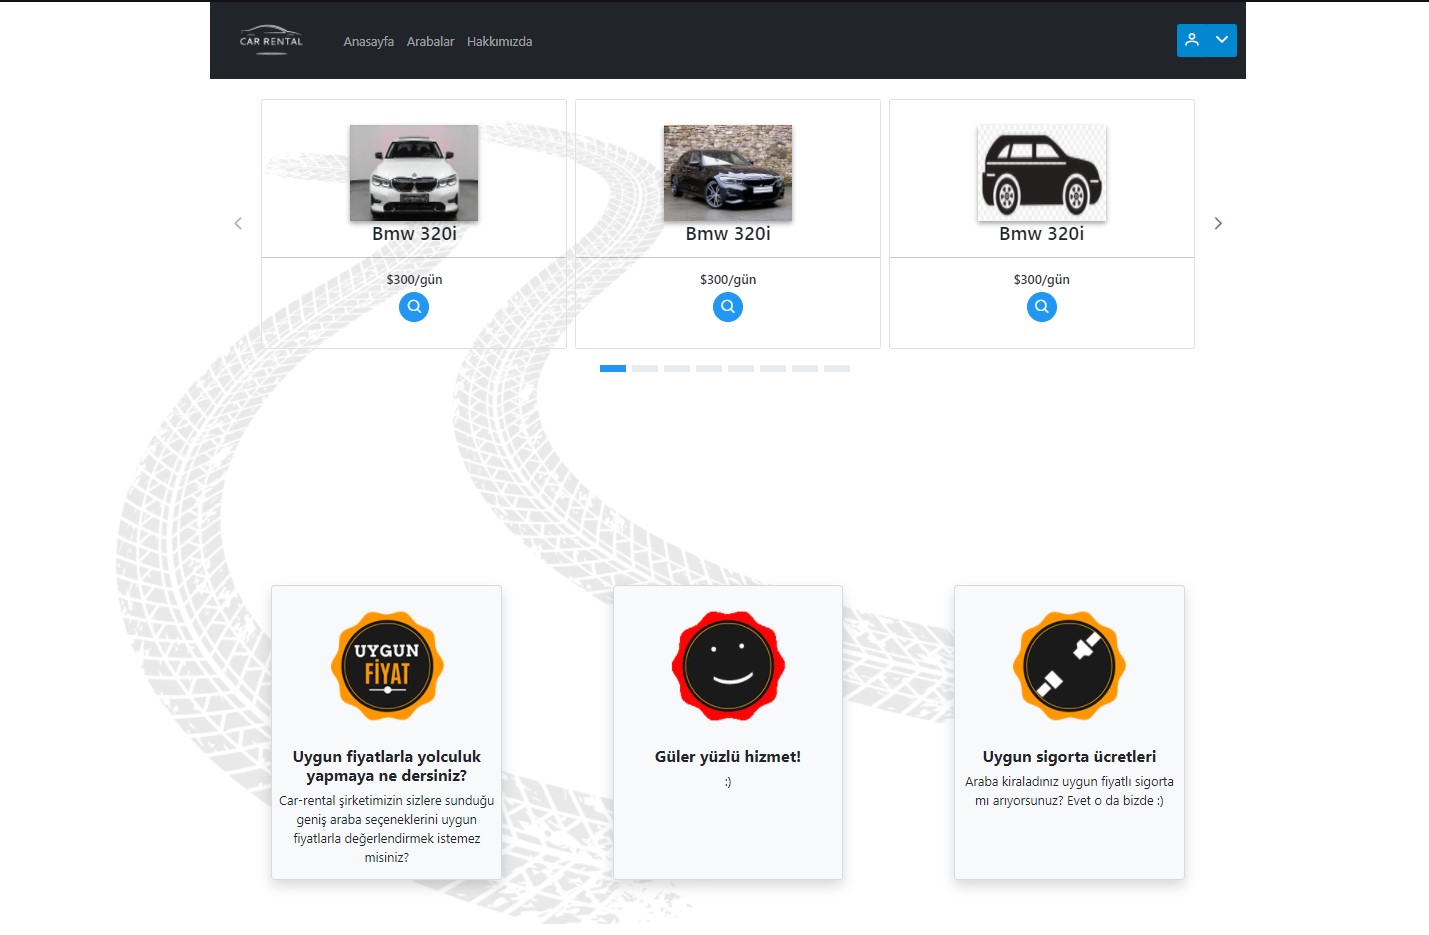 CAR RENTAL
Anasayfa Arabalar Hakkımızda
Bmw 320i
$300/gün
Bmw 320i
$300/gün
Bmw 320i
$300/gün
UYGUN
FİYAT
Uygun fiyatlarla yolculuk
yapmaya ne dersiniz?
Car-rental şirketimizin sizlere sunduğu
geniş araba seçeneklerini uygun
fiyatlarla değerlendirmek istemez
misiniz?
Güler yüzlü hizmet!
:)
Uygun sigorta ücretleri
Araba kiraladınız uygun fiyatlı sigorta
mı arıyorsunuz? Evet o da bizde :)